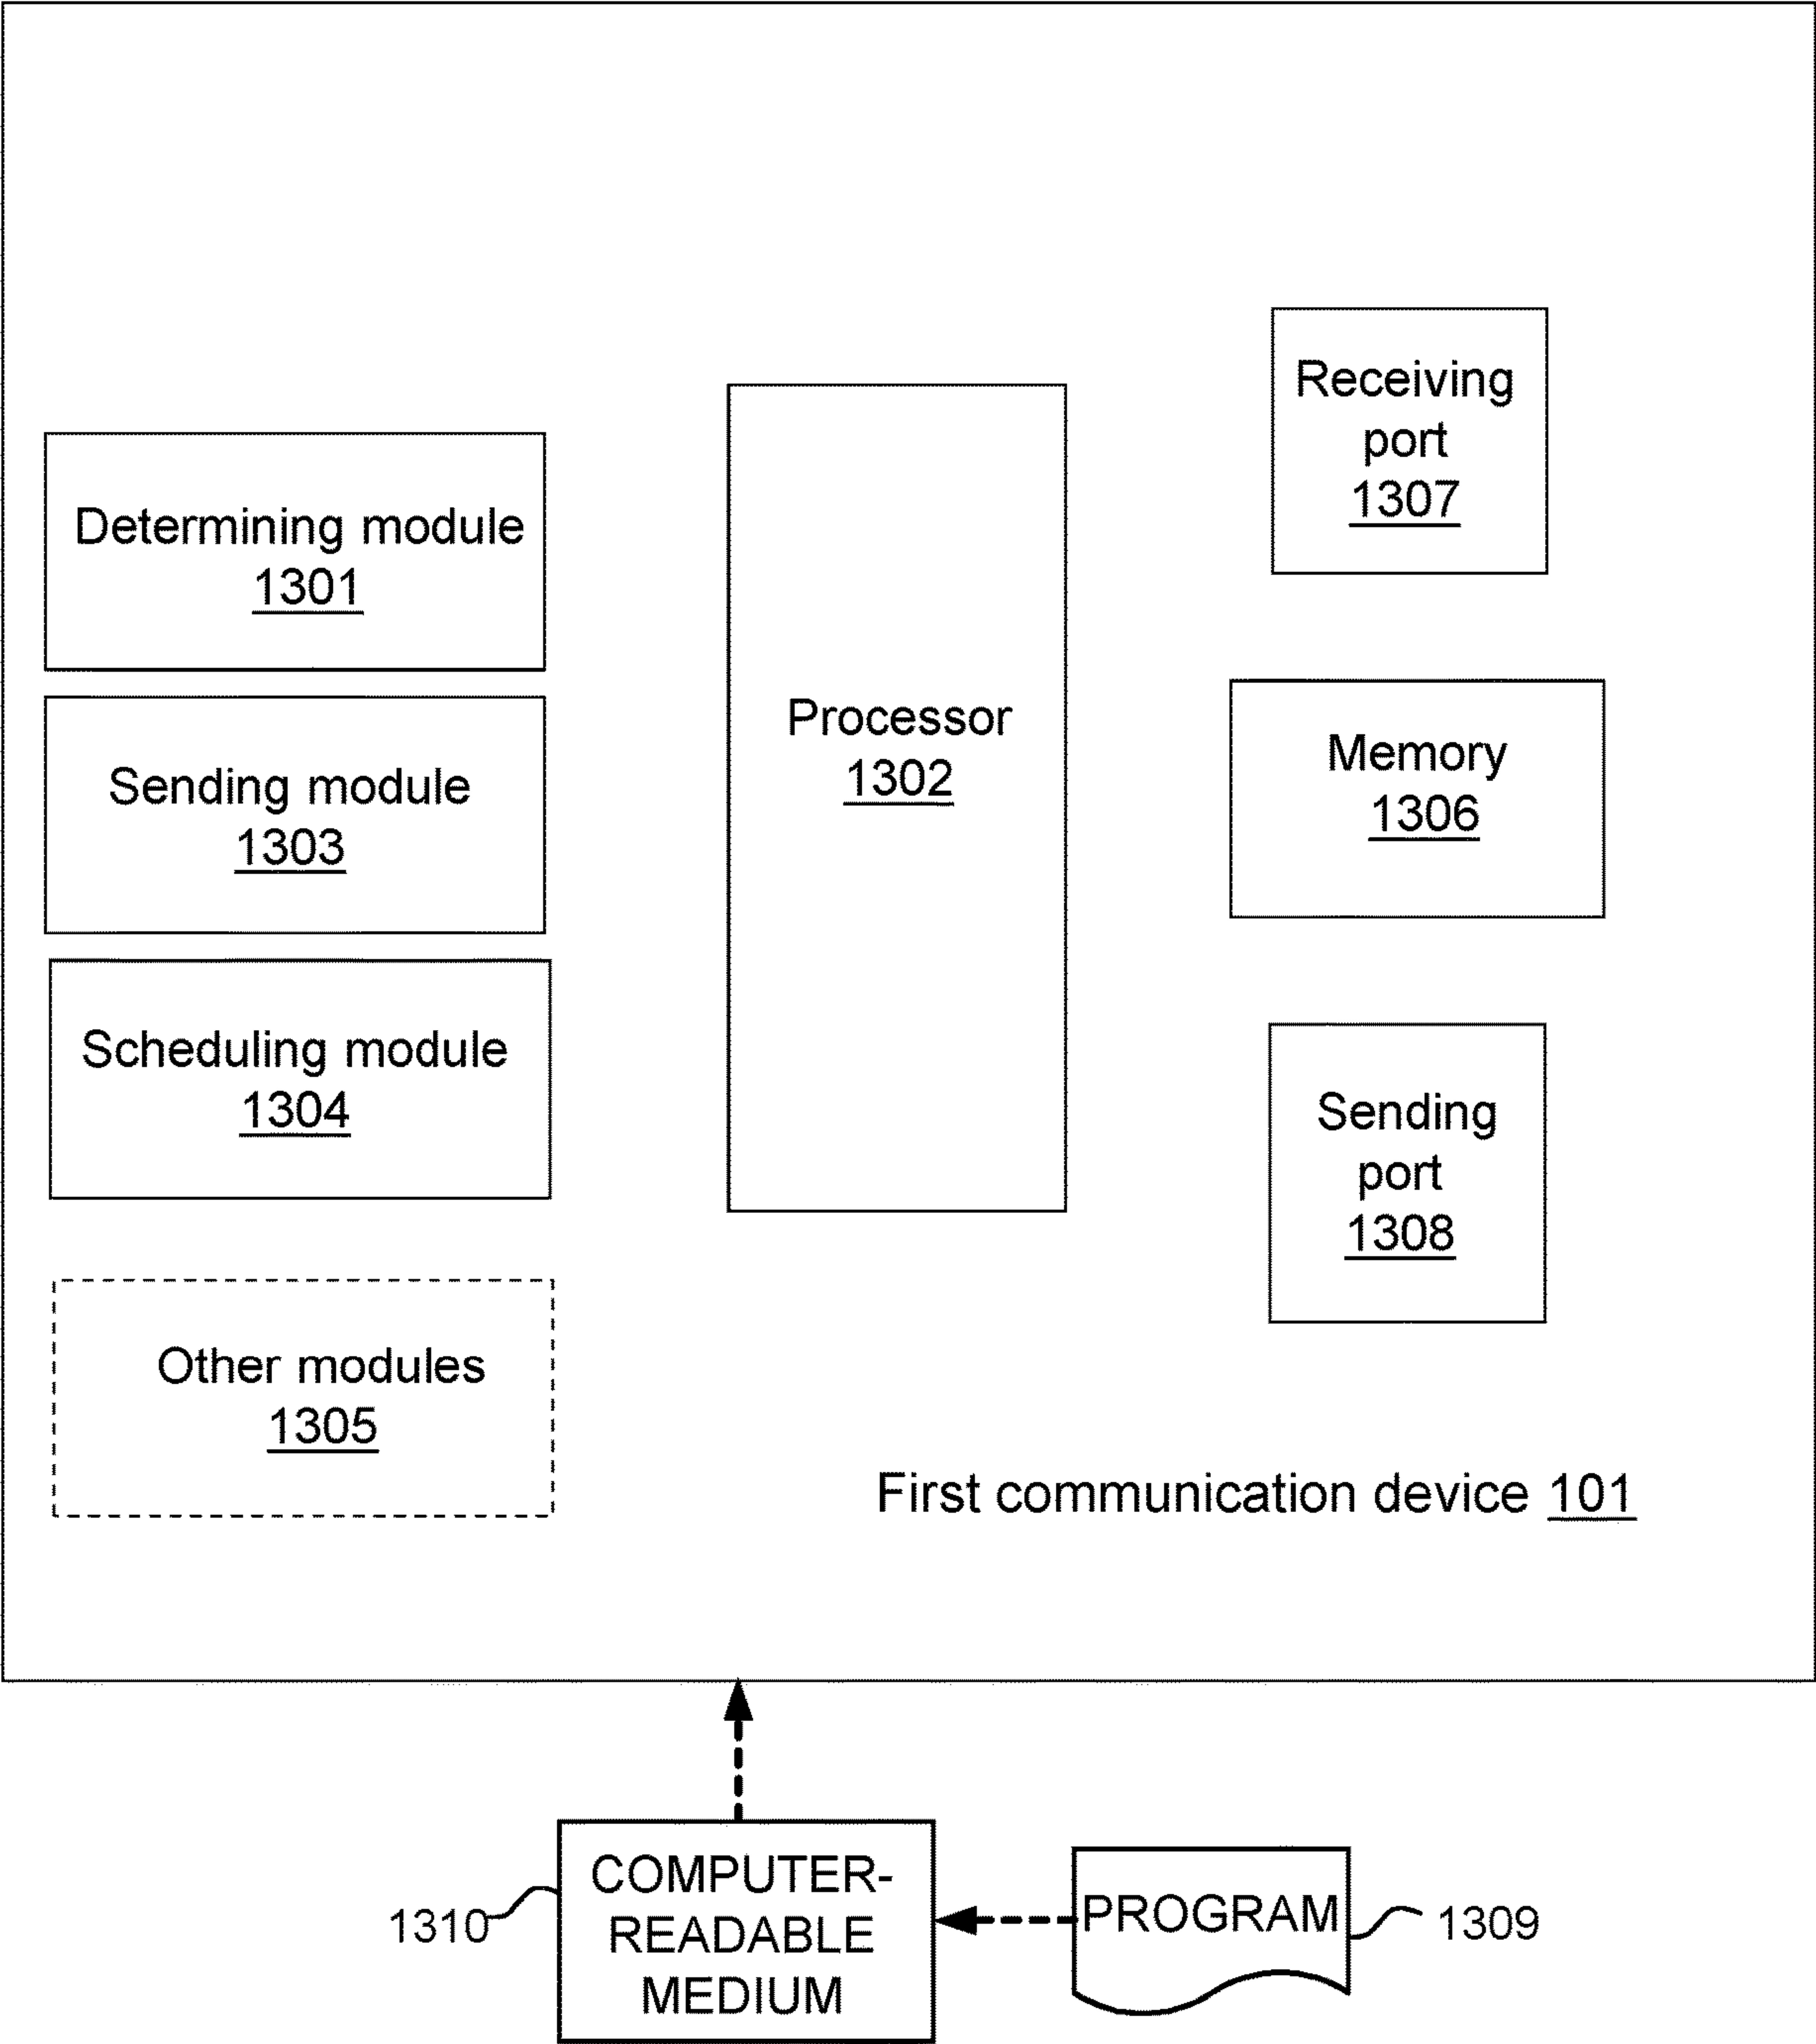 Determining module
1301
Sending module
1303
Scheduling module
1304
Other modules
1305
Processor
1302
Receiving
port
1307
Memory
1306
Sending
port
1308
First communication device 101
1310
COMPUTER-
READABLE
MEDIUM
PROGRAM
1309